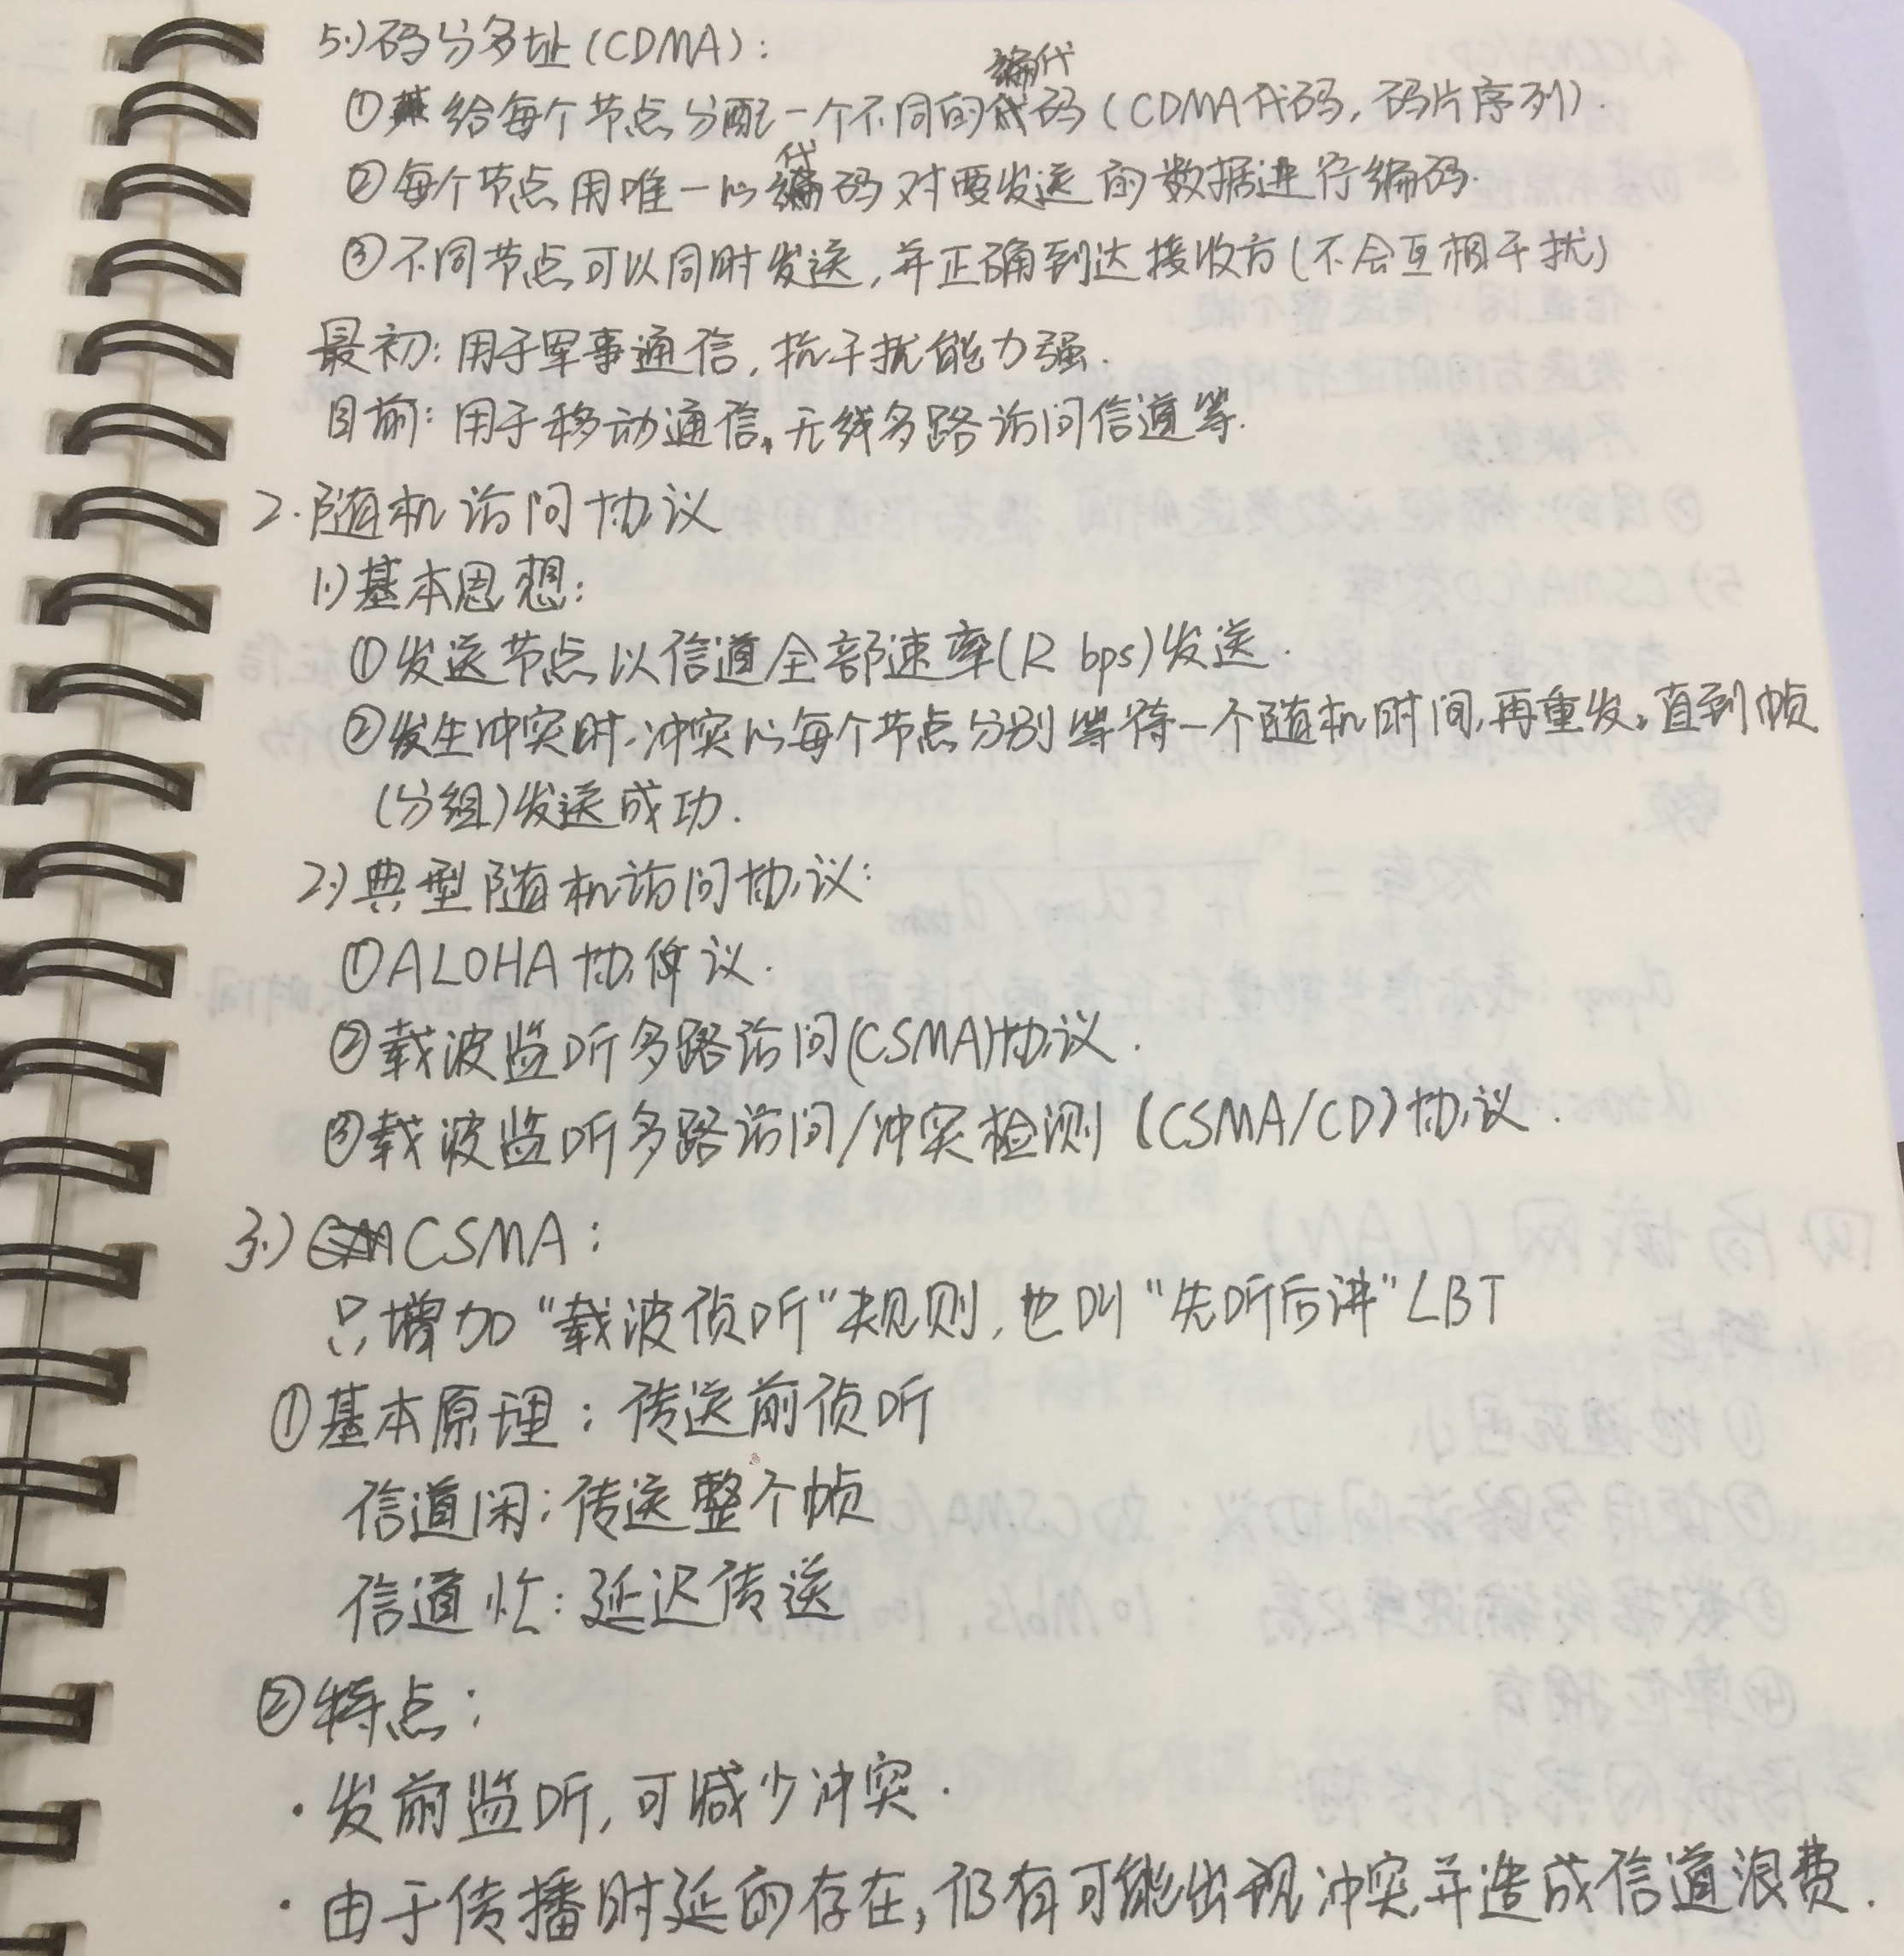 5.)码分多址(CDMA):
①给每个节点分配一个不同的编代码(CDMA代码,码片序列).
②每个节点用唯一的代码对要发送的数据进行编码.
③不同节点可以同时发送,并正确到达接收方(不会互相干扰)
最初:用于军事通信,抗干扰能力强.
目前:用于移动通信、无线多路访问信道等.
2.随机访问协议
1.)基本思想:
①发送节点以信道全部速率(R bps)发送.
②发生冲突时,冲突的每个节点分别等待一个随机时间,再重发,直到帧
(分组)发送成功.
2.)典型随机访问协议:
①ALOHA协议.
②载波监听多路访问(CSMA)协议.
③载波监听多路访问/冲突检测(CSMA/CD)协议.
3.)CSMA:
只增加"载波侦听"规则,也叫"先听后讲"LBT
①基本原理:传送前侦听
信道闲:传送整个帧
信道忙:延迟传送
②特点:
·发前监听,可减少冲突.
·由于传播时延的存在,仍有可能出现冲突,并造成信道浪费.